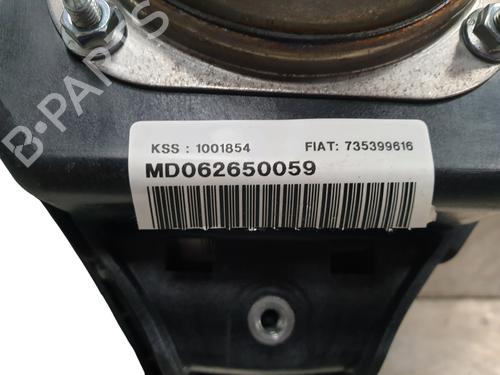 B-PARTS
KSS : 1001854 FIAT: 735399616
MD062650059